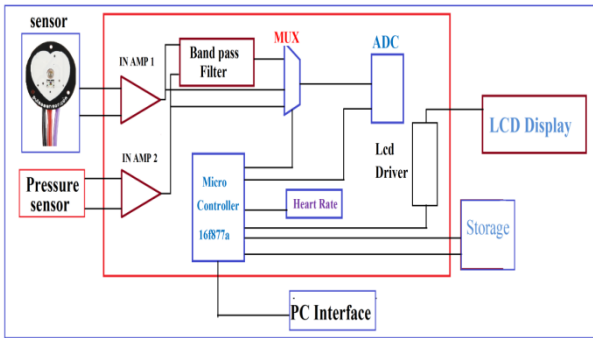 sensor
IN AMP 1
Band pass
Filter
MUX
ADC
LCD Display
Lcd
Driver
IN AMP 2
Pressure
sensor
Micro
Controller
16f877a
Heart Rate
Storage
PC Interface